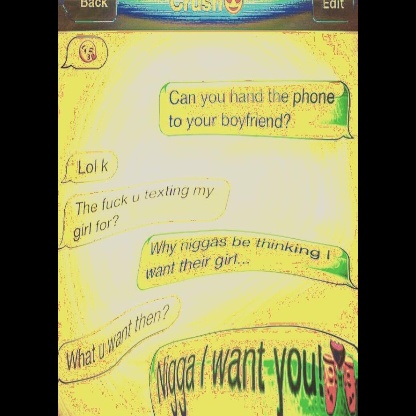 Back
Crush
Edit
Can you hand the phone
to your boyfriend?
Lol k
The fuck u texting my
girl for?
Why niggas be thinking I
want their girl...
What u want then?
Nigga I want you!